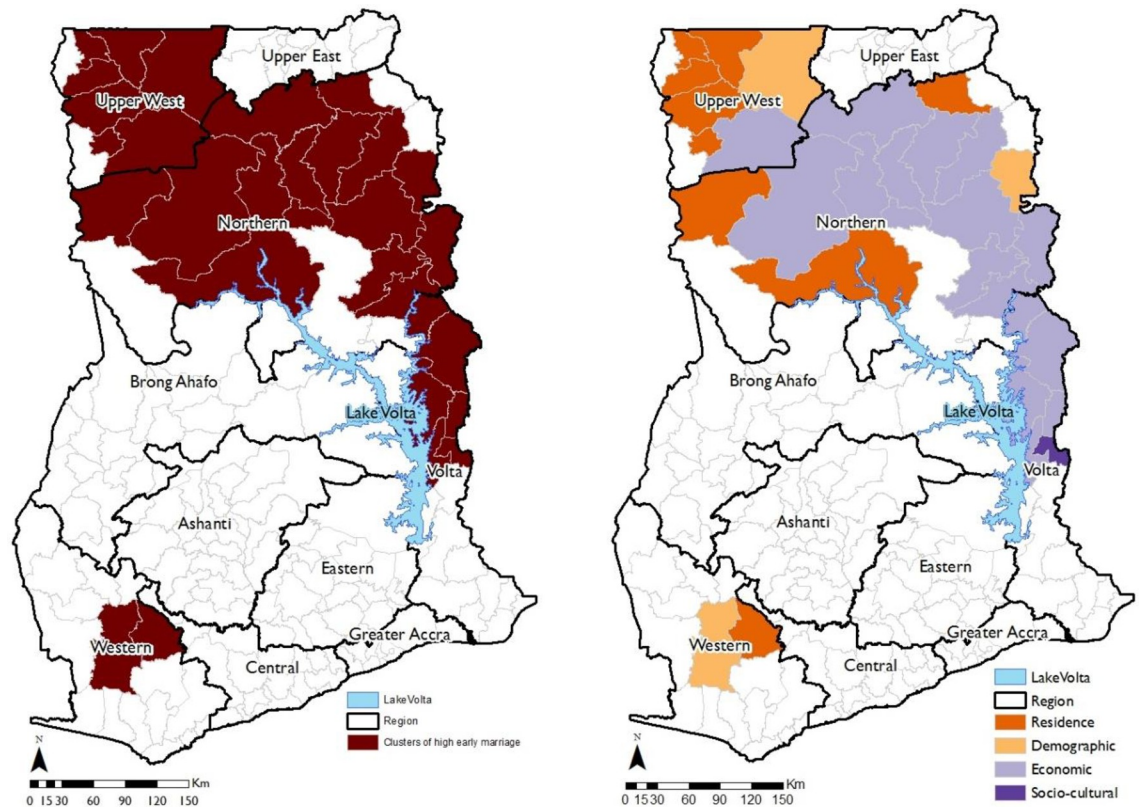 Upper East
Upper West
Northern
Brong Ahafo
Lake Volta
Volta
Ashanti
Eastern
Greater Accra
Western
Central
LakeVolta
Region
Clusters of high early marriage
N
Km
0 15 30 60 90 120 150
Upper East
Upper West
Northern
Brong Ahafo
Lake Volta
Volta
Ashanti
Eastern
Greater Accra
Western
Central
LakeVolta
Region
Residence
Demographic
Economic
Socio-cultural
N
Km
0 15 30 60 90 120 150